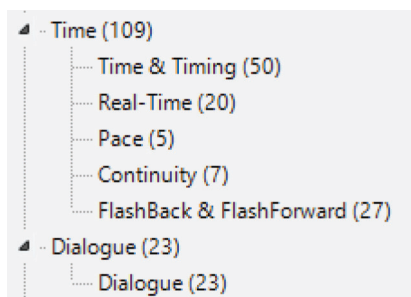 Time (109)
Time & Timing (50)
Real-Time (20)
Pace (5)
Continuity (7)
FlashBack & FlashForward (27)
Dialogue (23)
Dialogue (23)